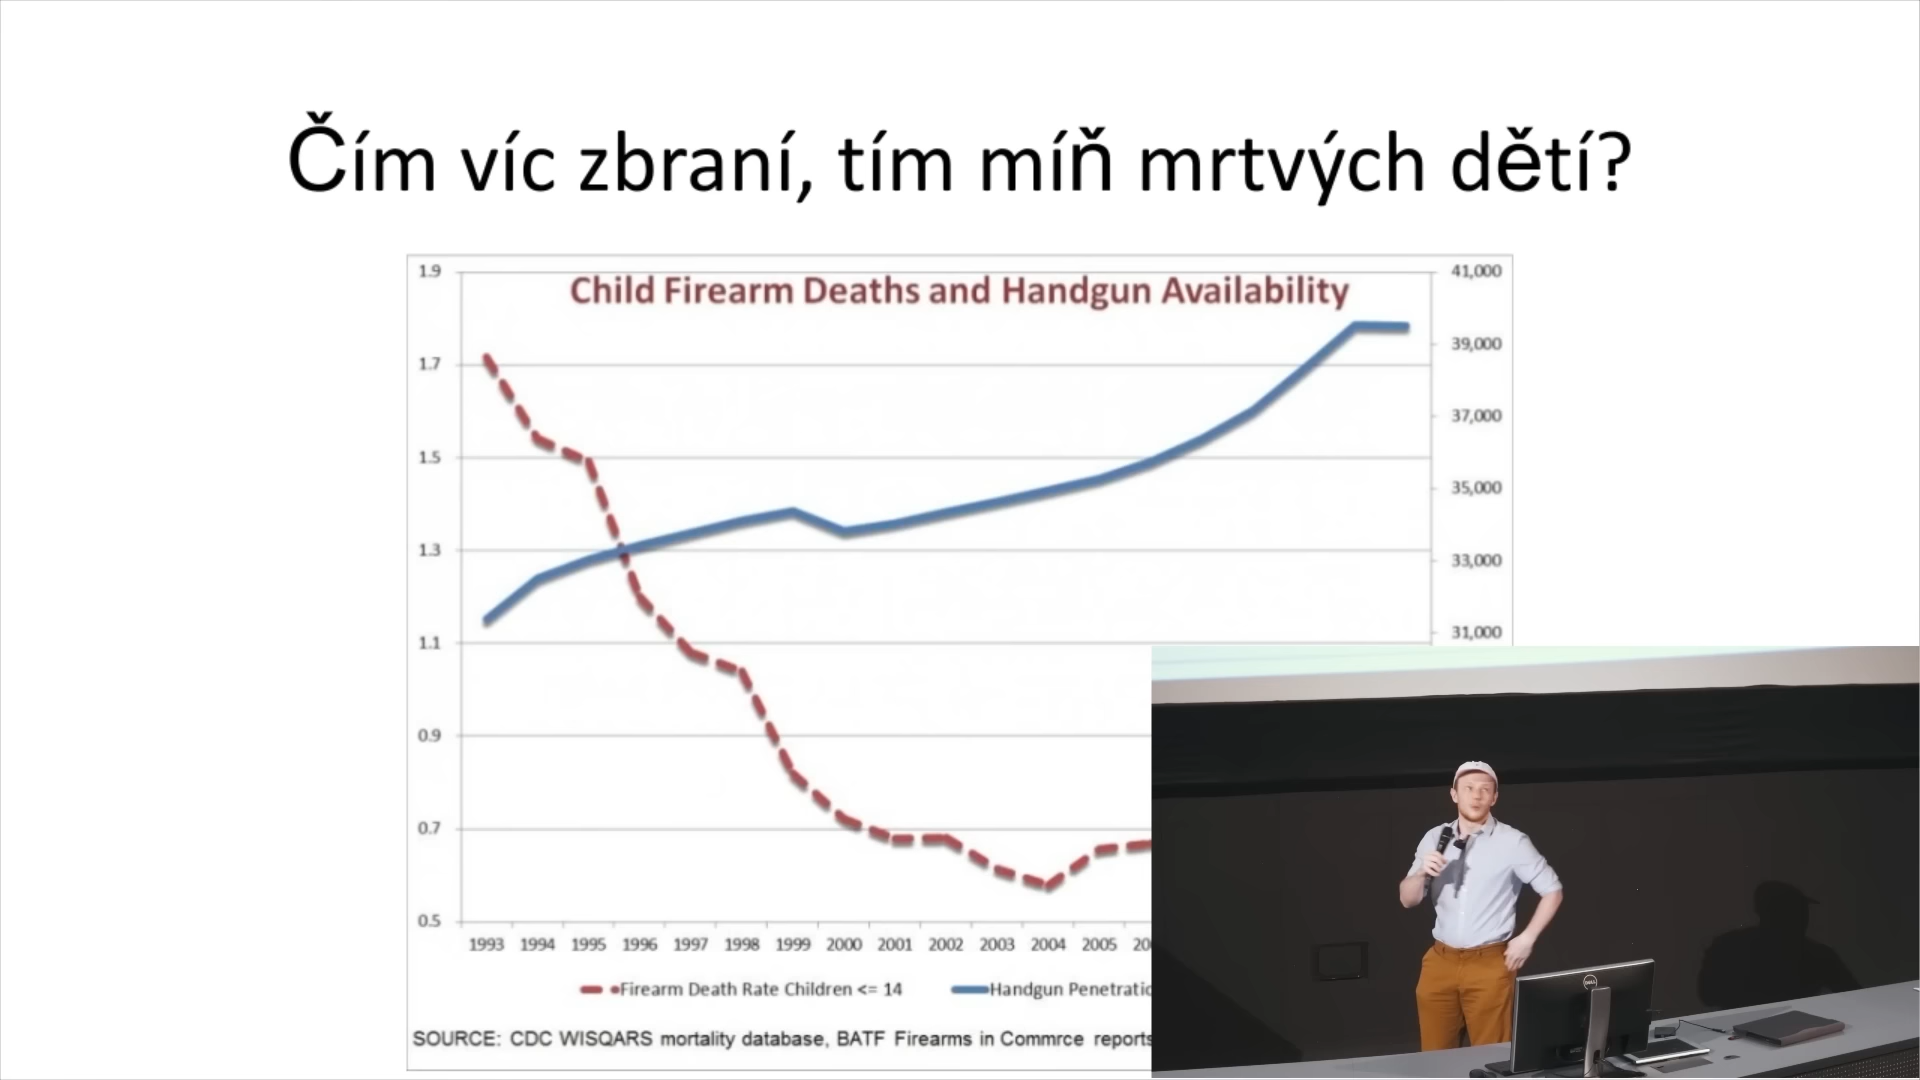 Čím víc zbraní, tím míň mrtvých dětí?
Child Firearm Deaths and Handgun Availability
1.9
1.7
1.5
1.3
1.1
0.9
0.7
0.5
41,000
39,000
37,000
35,000
33,000
31,000
1993 1994 1995 1996 1997 1998 1999 2000 2001 2002 2003 2004 2005 20
Firearm Death Rate Children <= 14
Handgun Penetratio
SOURCE: CDC WISQARS mortality database, BATF Firearms in Commrce reports
DELL